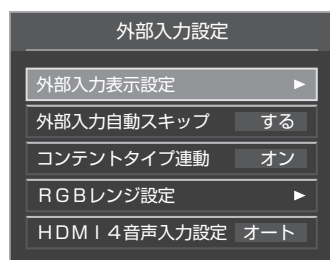 外部入力設定
外部入力表示設定 ►
外部入力自動スキップ する
コンテントタイプ連動 オン
ＲＧＢレンジ設定 ►
ＨＤＭＩ４音声入力設定 オート